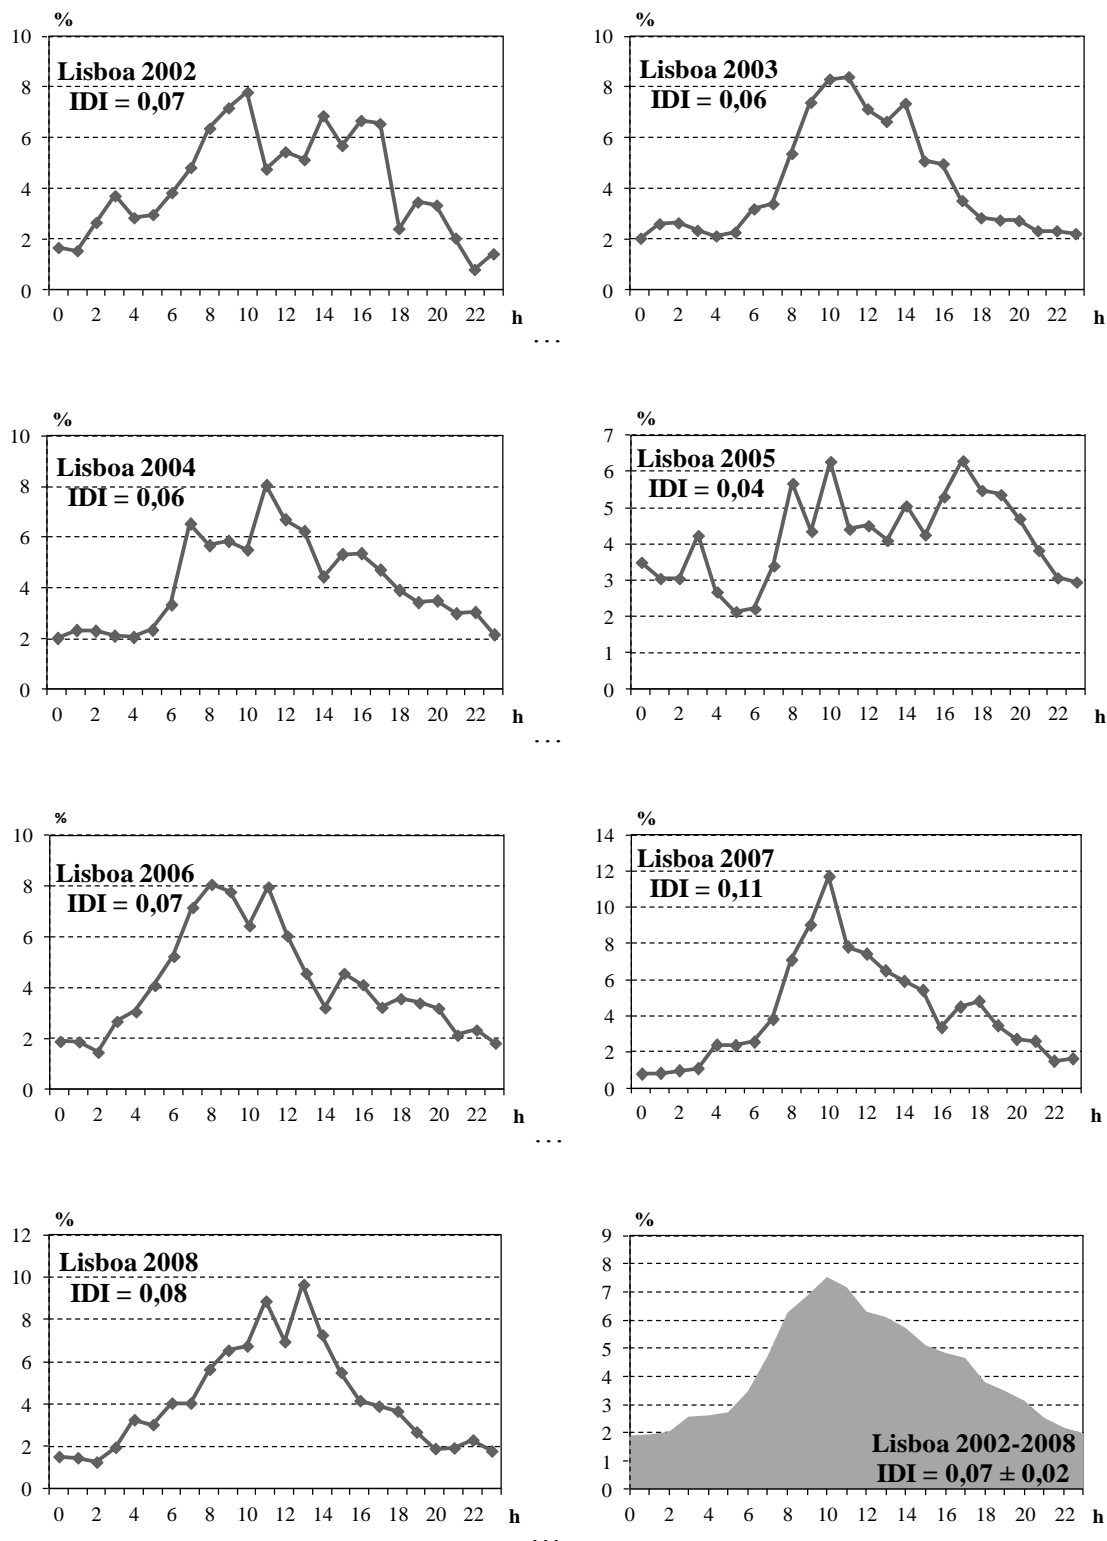 %
10
Lisboa 2002
IDI = 0,07
8
6
4
2
0
0 2 4 6 8 10 12 14 16 18 20 22 h
%
10
Lisboa 2003
IDI = 0,06
8
6
4
2
0
0 2 4 6 8 10 12 14 16 18 20 22 h
...
%
10
Lisboa 2004
IDI = 0,06
8
6
4
2
0
0 2 4 6 8 10 12 14 16 18 20 22 h
%
7
Lisboa 2005
IDI = 0,04
6
5
4
3
2
1
0
0 2 4 6 8 10 12 14 16 18 20 22 h
...
%
10
Lisboa 2006
IDI = 0,07
8
6
4
2
0
0 2 4 6 8 10 12 14 16 18 20 22 h
%
14
Lisboa 2007
IDI = 0,11
12
10
8
6
4
2
0
0 2 4 6 8 10 12 14 16 18 20 22 h
...
%
12
Lisboa 2008
IDI = 0,08
10
8
6
4
2
0
0 2 4 6 8 10 12 14 16 18 20 22 h
%
9
8
7
6
5
4
3
2
1
0
Lisboa 2002-2008
IDI = 0,07 ± 0,02
0 2 4 6 8 10 12 14 16 18 20 22 h
...